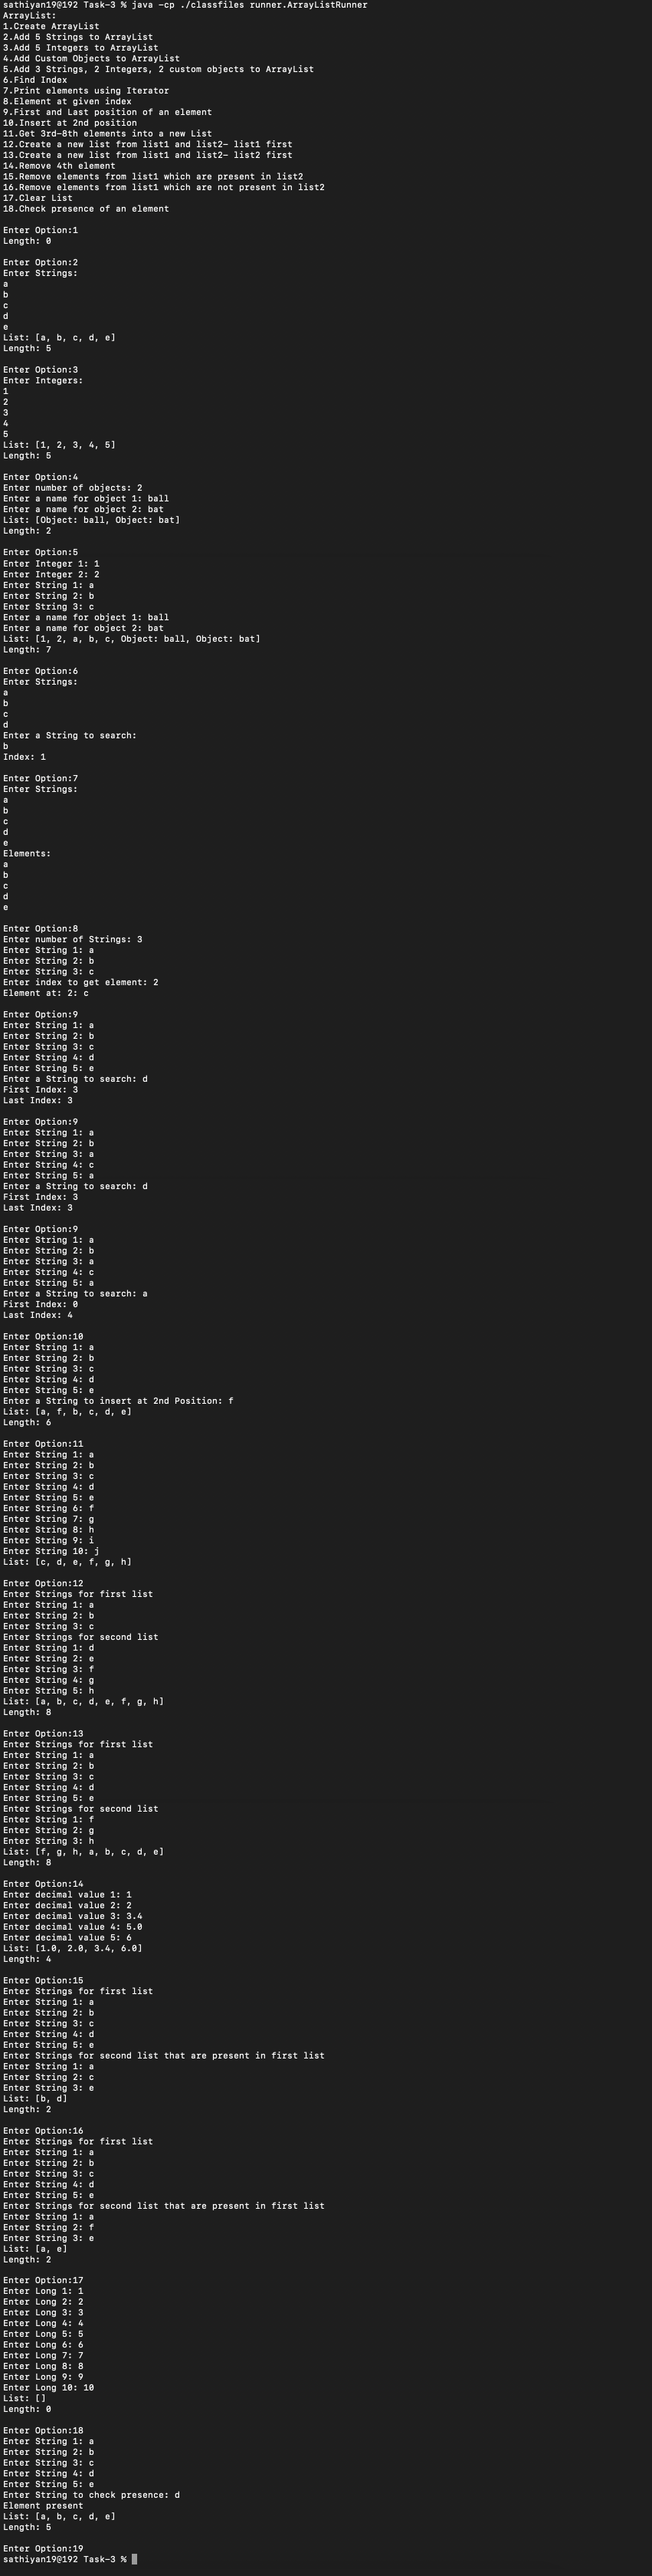 sathiyan19@192 Task-3 % java -cp ./classfiles runner.ArrayListRunner
ArrayList:
1.Create ArrayList
2.Add 5 Strings to ArrayList
3.Add 5 Integers to ArrayList
4.Add Custom Objects to ArrayList
5.Add 3 Strings, 2 Integers, 2 custom objects to ArrayList
6.Find Index
7.Print elements using Iterator
8.Element at given index
9.First and Last position of an element
10.Insert at 2nd position
11.Get 3rd-8th elements into a new List
12.Create a new list from list1 and list2- list1 first
13.Create a new list from list1 and list2- list2 first
14.Remove 4th element
15.Remove elements from list1 which are present in list2
16.Remove elements from list1 which are not present in list2
17.Clear List
18.Check presence of an element
Enter Option:1
Length: 0
Enter Option:2
Enter Strings:
a
b
c
d
e
List: [a, b, c, d, e]
Length: 5
Enter Option:3
Enter Integers:
1
2
3
4
5
List: [1, 2, 3, 4, 5]
Length: 5
Enter Option:4
Enter number of objects: 2
Enter a name for object 1: ball
Enter a name for object 2: bat
List: [Object: ball, Object: bat]
Length: 2
Enter Option:5
Enter Integer 1: 1
Enter Integer 2: 2
Enter String 1: a
Enter String 2: b
Enter String 3: c
Enter a name for object 1: ball
Enter a name for object 2: bat
List: [1, 2, a, b, c, Object: ball, Object: bat]
Length: 7
Enter Option:6
Enter Strings:
a
b
c
d
Enter a String to search:
b
Index: 1
Enter Option:7
Enter Strings:
a
b
c
d
e
Elements:
a
b
c
d
e
Enter Option:8
Enter number of Strings: 3
Enter String 1: a
Enter String 2: b
Enter String 3: c
Enter index to get element: 2
Element at: 2: c
Enter Option:9
Enter String 1: a
Enter String 2: b
Enter String 3: c
Enter String 4: d
Enter String 5: e
Enter a String to search: d
First Index: 3
Last Index: 3
Enter Option:9
Enter String 1: a
Enter String 2: b
Enter String 3: a
Enter String 4: c
Enter String 5: a
Enter a String to search: d
First Index: 3
Last Index: 3
Enter Option:9
Enter String 1: a
Enter String 2: b
Enter String 3: a
Enter String 4: c
Enter String 5: a
Enter a String to search: a
First Index: 0
Last Index: 4
Enter Option:10
Enter String 1: a
Enter String 2: b
Enter String 3: c
Enter String 4: d
Enter String 5: e
Enter a String to insert at 2nd Position: f
List: [a, f, b, c, d, e]
Length: 6
Enter Option:11
Enter String 1: a
Enter String 2: b
Enter String 3: c
Enter String 4: d
Enter String 5: e
Enter String 6: f
Enter String 7: g
Enter String 8: h
Enter String 9: i
Enter String 10: j
List: [c, d, e, f, g, h]
Enter Option:12
Enter Strings for first list
Enter String 1: a
Enter String 2: b
Enter String 3: c
Enter Strings for second list
Enter String 1: d
Enter String 2: e
Enter String 3: f
Enter String 4: g
Enter String 5: h
List: [a, b, c, d, e, f, g, h]
Length: 8
Enter Option:13
Enter Strings for first list
Enter String 1: a
Enter String 2: b
Enter String 3: c
Enter String 4: d
Enter String 5: e
Enter Strings for second list
Enter String 1: f
Enter String 2: g
Enter String 3: h
List: [f, g, h, a, b, c, d, e]
Length: 8
Enter Option:14
Enter decimal value 1: 1
Enter decimal value 2: 2
Enter decimal value 3: 3.4
Enter decimal value 4: 5.0
Enter decimal value 5: 6
List: [1.0, 2.0, 3.4, 6.0]
Length: 4
Enter Option:15
Enter Strings for first list
Enter String 1: a
Enter String 2: b
Enter String 3: c
Enter String 4: d
Enter String 5: e
Enter Strings for second list that are present in first list
Enter String 1: a
Enter String 2: c
Enter String 3: e
List: [b, d]
Length: 2
Enter Option:16
Enter Strings for first list
Enter String 1: a
Enter String 2: b
Enter String 3: c
Enter String 4: d
Enter String 5: e
Enter Strings for second list that are present in first list
Enter String 1: a
Enter String 2: f
Enter String 3: e
List: [a, e]
Length: 2
Enter Option:17
Enter Long 1: 1
Enter Long 2: 2
Enter Long 3: 3
Enter Long 4: 4
Enter Long 5: 5
Enter Long 6: 6
Enter Long 7: 7
Enter Long 8: 8
Enter Long 9: 9
Enter Long 10: 10
List: []
Length: 0
Enter Option:18
Enter String 1: a
Enter String 2: b
Enter String 3: c
Enter String 4: d
Enter String 5: e
Enter String to check presence: d
Element present
List: [a, b, c, d, e]
Length: 5
Enter Option:19
sathiyan19@192 Task-3 %